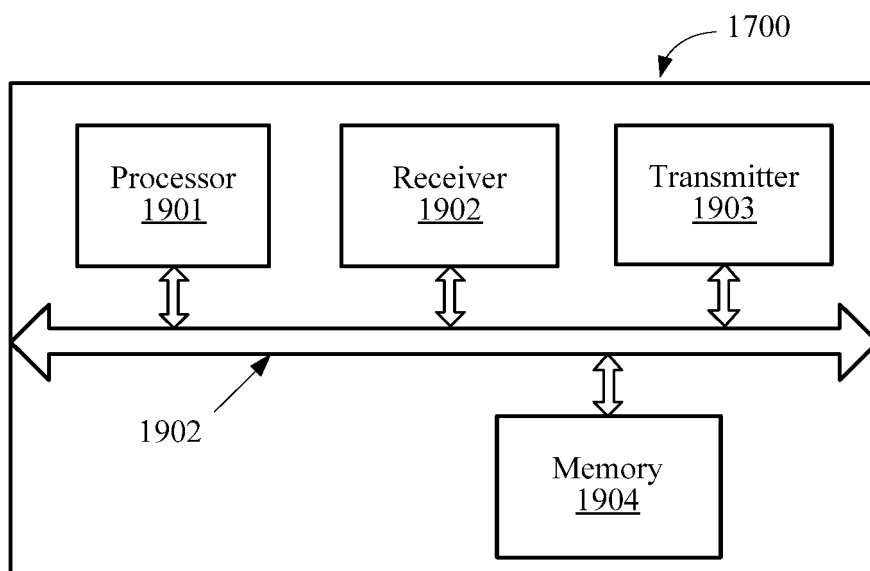 1700
Processor
1901
Receiver
1902
Transmitter
1903
1902
Memory
1904